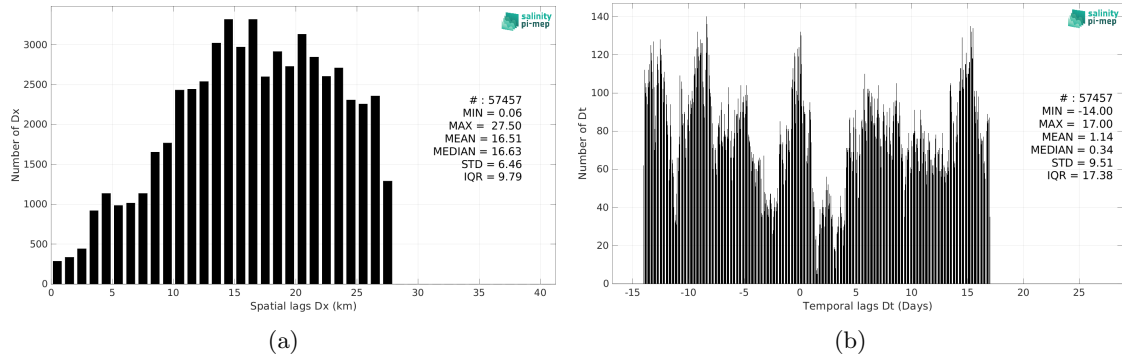 salinity
pi-mep
3000
2500
2000
1500
1000
500
0
Number of Dx
# : 57457
MIN = 0.06
MAX = 27.50
MEAN = 16.51
MEDIAN = 16.63
STD = 6.46
IQR = 9.79
0 5 10 15 20 25 30 35 40
Spatial lags Dx (km)
(a)
salinity
pi-mep
140
120
100
80
60
40
20
0
Number of Dt
# : 57457
MIN = -14.00
MAX = 17.00
MEAN = 1.14
MEDIAN = 0.34
STD = 9.51
IQR = 17.38
-15 -10 -5 0 5 10 15 20 25
Temporal lags Dt (Days)
(b)